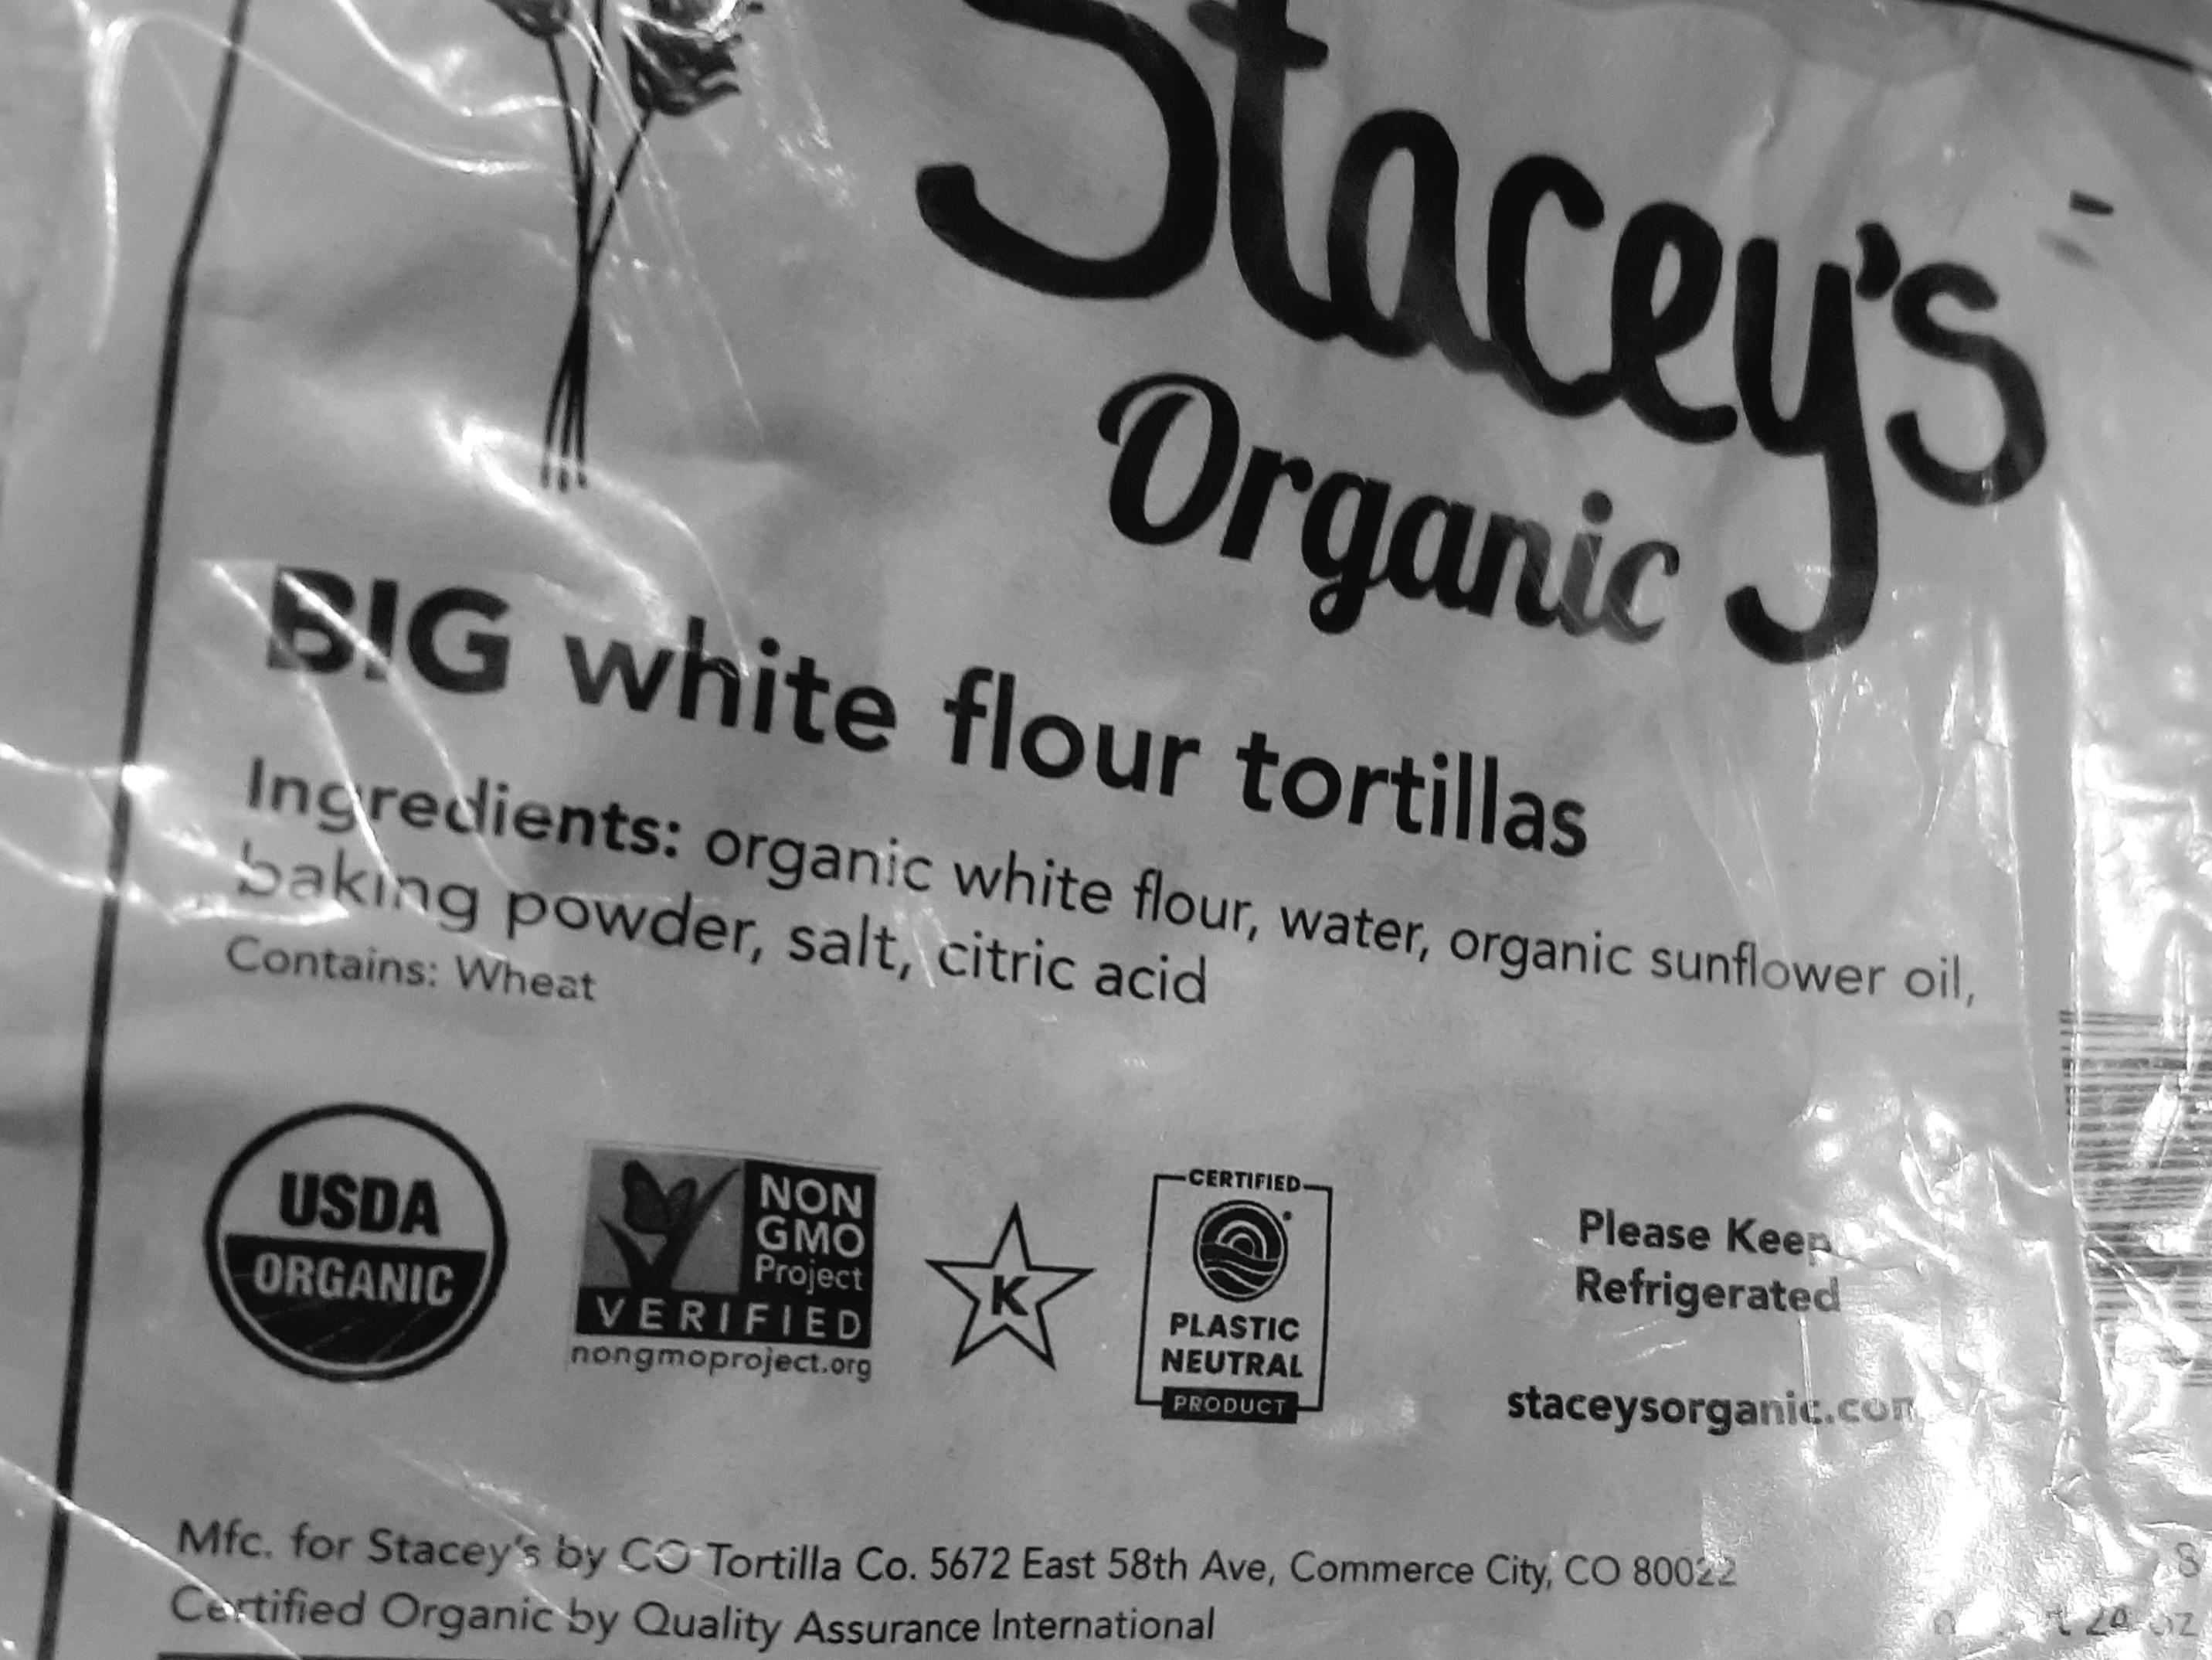 Stacey's
Organic
BIG white flour tortillas
Ingredients: organic white flour, water, organic sunflower oil,
baking powder, salt, citric acid
Contains: Wheat
USDA
ORGANIC
NON
GMO
Project
VERIFIED
nongmoproject.org
K
CERTIFIED
PLASTIC
NEUTRAL
PRODUCT
Please Keep
Refrigerated
staceysorganic.com
Mfc. for Stacey's by CO Tortilla Co. 5672 East 58th Ave, Commerce City, CO 80022
Certified Organic by Quality Assurance International
8